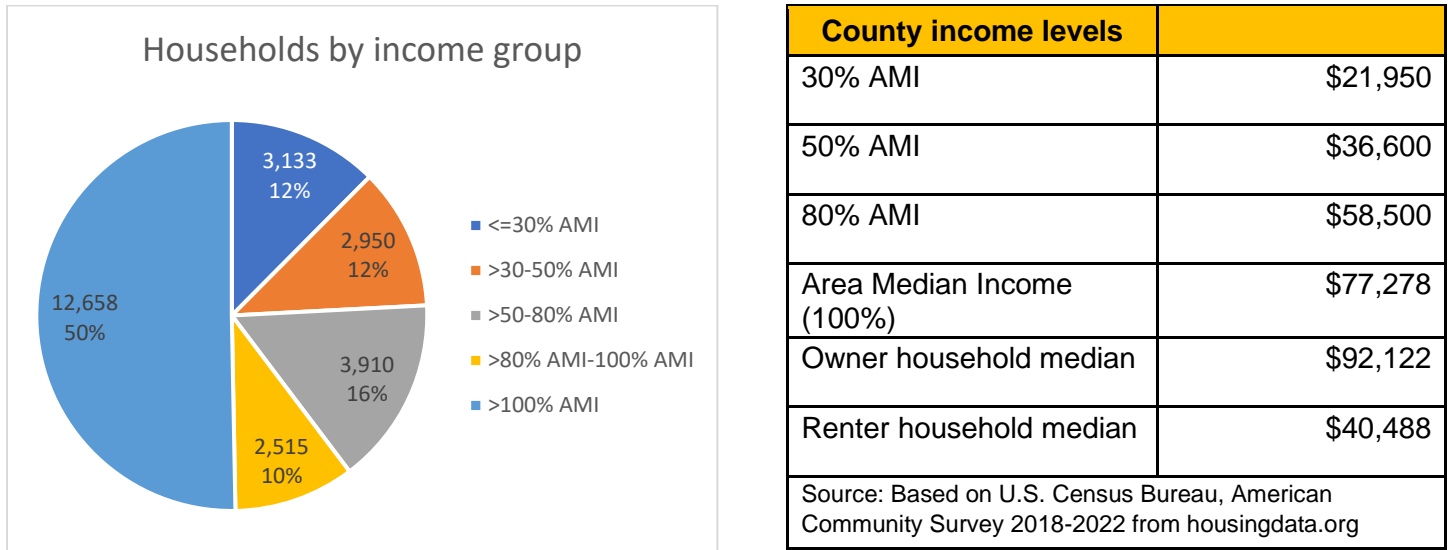 Households by income group
3,133
12%
2,950
12%
3,910
16%
2,515
10%
12,658
50%
<=30% AMI
>30-50% AMI
>50-80% AMI
>80% AMI-100% AMI
>100% AMI
County income levels
30% AMI $21,950
50% AMI $36,600
80% AMI $58,500
Area Median Income $77,278
(100%)
Owner household median $92,122
Renter household median $40,488
Source: Based on U.S. Census Bureau, American
Community Survey 2018-2022 from housingdata.org